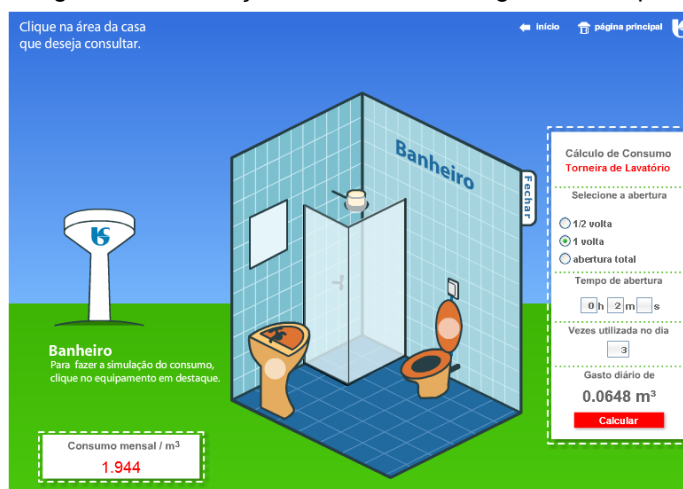 Clique na área da casa
que deseja consultar.
início
página principal
Banheiro
Fechar
Cálculo de Consumo
Torneira de Lavatório
Selecione a abertura
1/2 volta
1 volta
abertura total
Tempo de abertura
0 h 2 m s
Vezes utilizada no dia
3
Gasto diário de
0.0648 m³
Calcular
Banheiro
Para fazer a simulação do consumo,
clique no equipamento em destaque.
Consumo mensal / m³
1.944